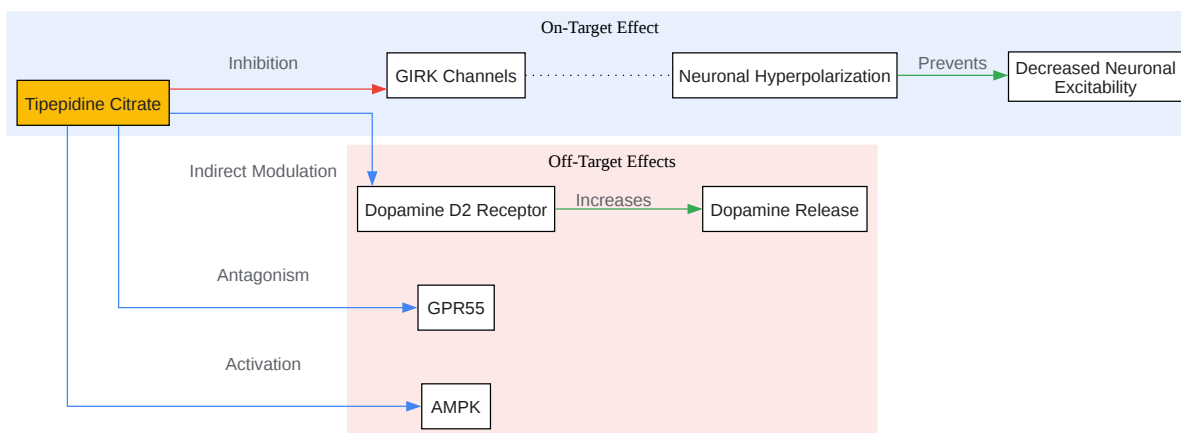 On-Target Effect
Inhibition
GIRK Channels
Neuronal Hyperpolarization
Prevents
Decreased Neuronal
Excitability
Tipepidine Citrate
Off-Target Effects
Indirect Modulation
Dopamine D2 Receptor
Increases
Dopamine Release
Antagonism
GPR55
Activation
AMPK